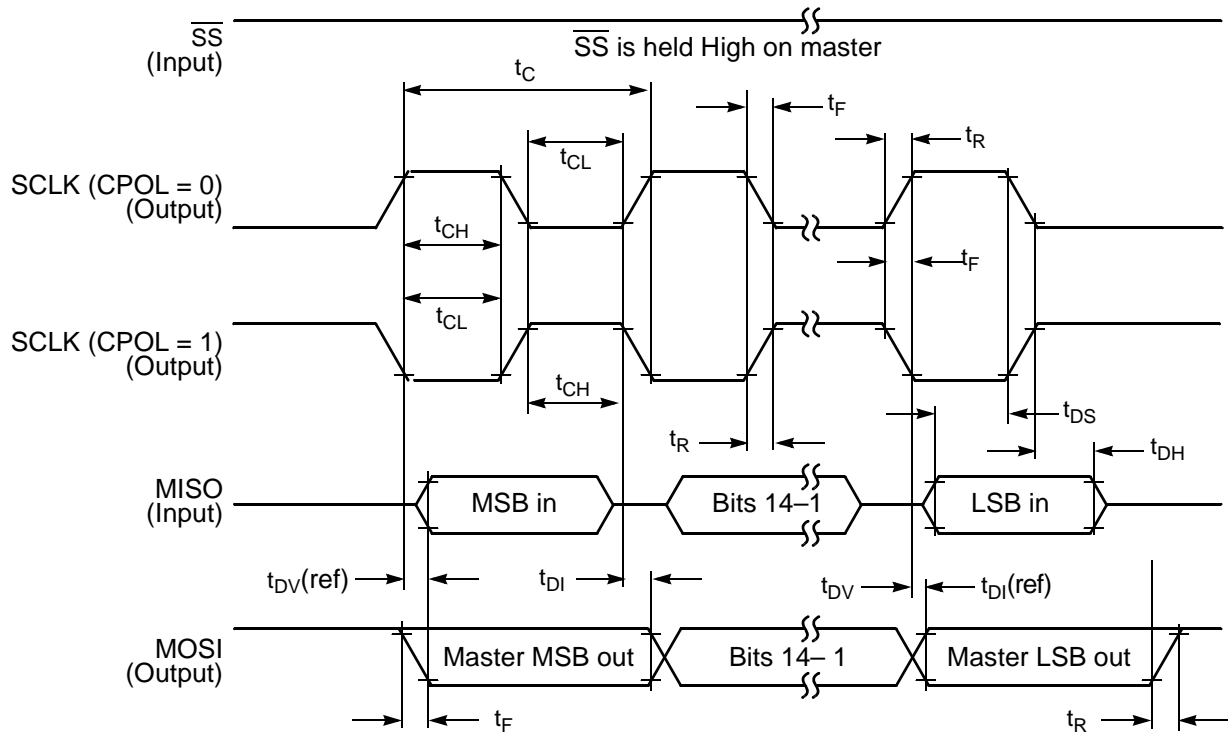 SS
(Input)
SS is held High on master
tC
tF
tR
tCL
SCLK (CPOL = 0)
(Output)
tCH
tF
tCL
SCLK (CPOL = 1)
(Output)
tCH
tDS
tR
tDH
MISO
(Input)
MSB in
Bits 14–1
LSB in
tDV(ref)
tDI
tDV
tDI(ref)
MOSI
(Output)
Master MSB out
Bits 14– 1
Master LSB out
tF
tR